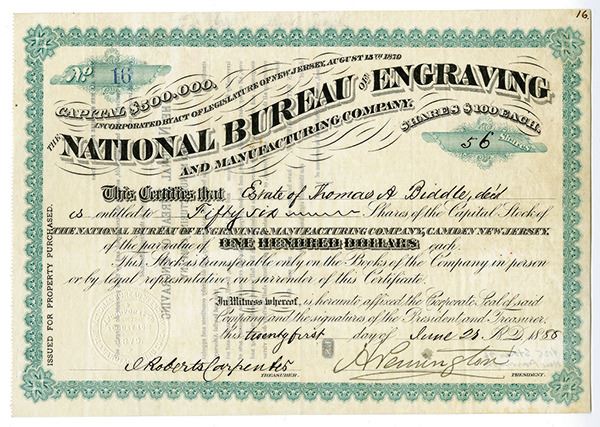 16.
No 16
CAPITAL $500.000.
INCORPORATED BY ACT OF LEGISLATURE OF NEW JERSEY, AUGUST 15TH 1879
THE NATIONAL BUREAU OF ENGRAVING
AND MANUFACTURING COMPANY.
SHARES $100 EACH.
56 Shares
This Certifies that Estate of Thomas A Biddle, dec'd
is entitled to Fifty six Shares of the Capital Stock of
THE NATIONAL BUREAU OF ENGRAVING & MANUFACTURING COMPANY, CAMDEN NEW JERSEY.
of the par value of ONE HUNDRED DOLLARS each.
This Stock is transferable only on the Books of the Company in person
or by legal representative on surrender of this Certificate.
In Witness whereof, is hereunto affixed the Corporate Seal of said
Company and the signatures of the President and Treasurer.
This twenty first day of June 23 A.D. 1880
J Roberts Carpenter
TREASURER.
A Pennington
PRESIDENT.
ISSUED FOR PROPERTY PURCHASED.